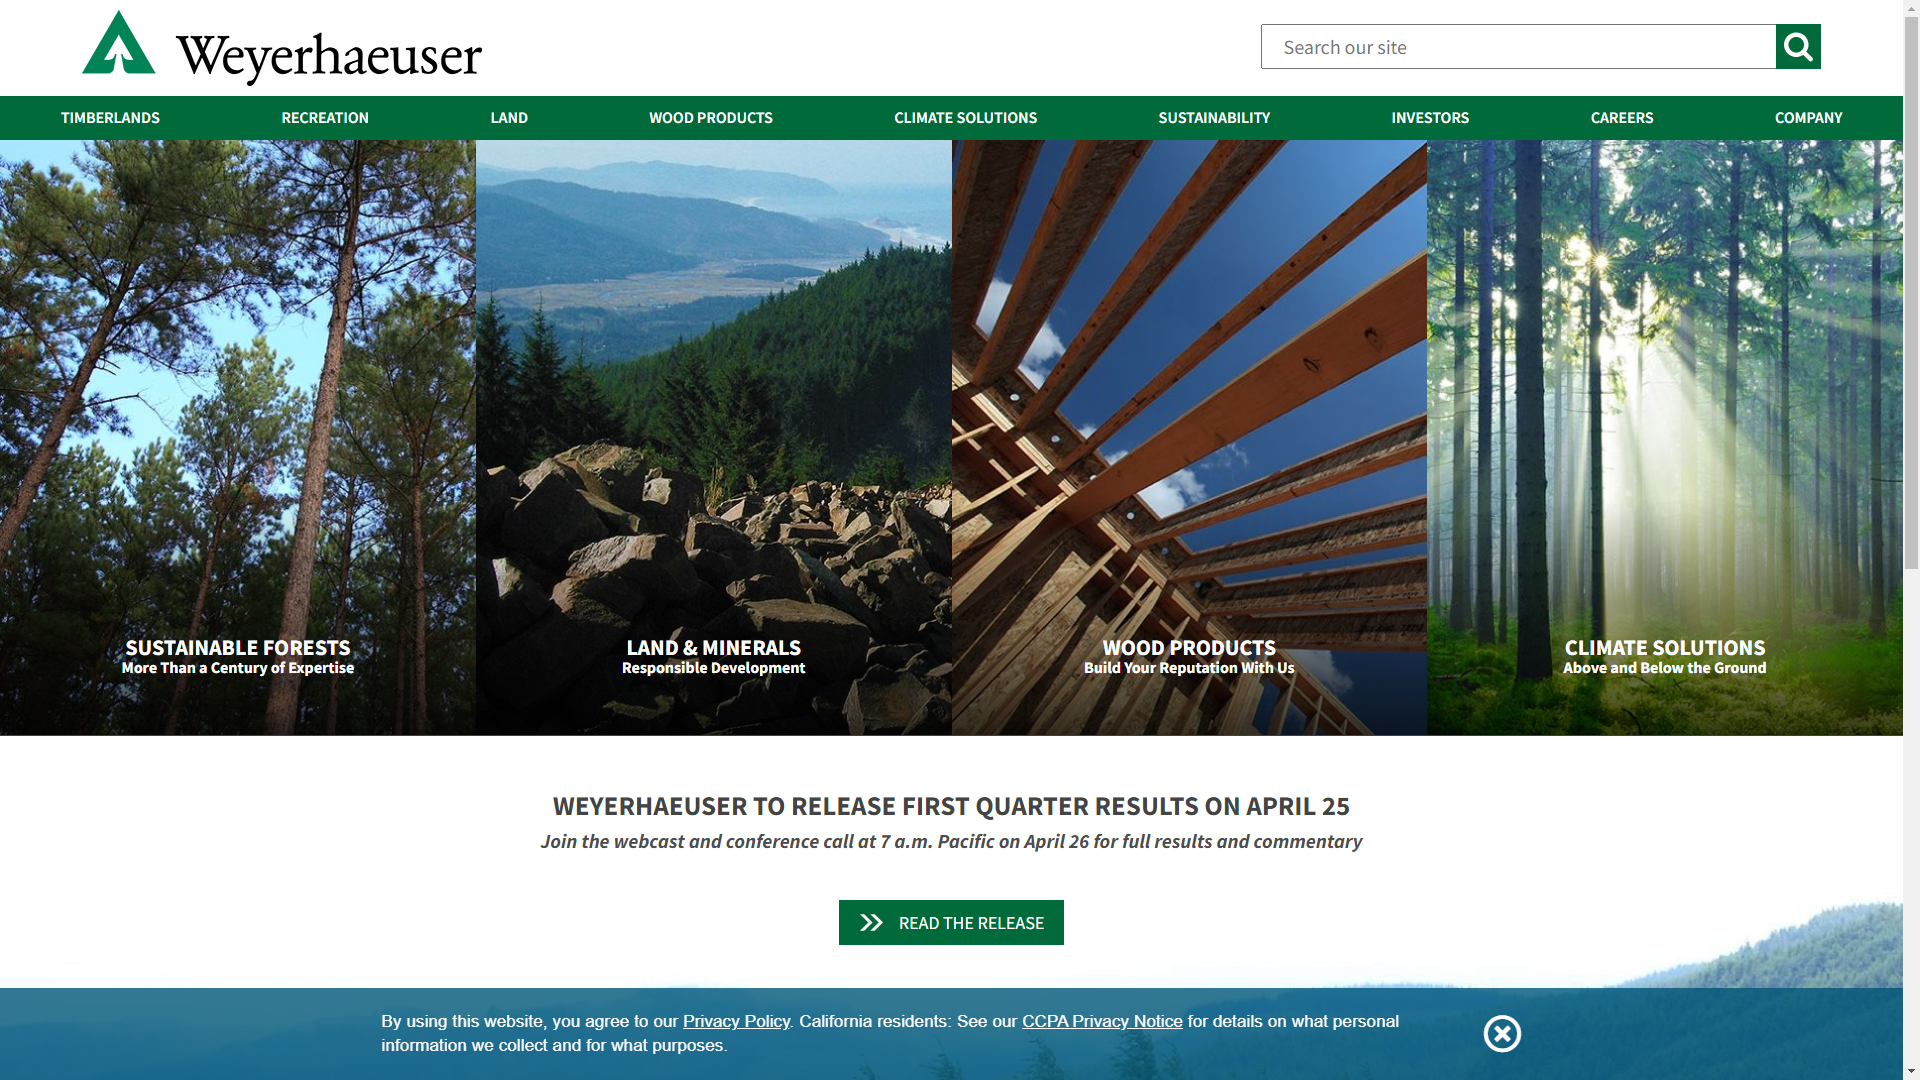 Weyerhaeuser
Search our site
TIMBERLANDS
RECREATION
LAND
WOOD PRODUCTS
CLIMATE SOLUTIONS
SUSTAINABILITY
INVESTORS
CAREERS
COMPANY
SUSTAINABLE FORESTS
More Than a Century of Expertise
LAND & MINERALS
Responsible Development
WOOD PRODUCTS
Build Your Reputation With Us
CLIMATE SOLUTIONS
Above and Below the Ground
WEYERHAEUSER TO RELEASE FIRST QUARTER RESULTS ON APRIL 25
Join the webcast and conference call at 7 a.m. Pacific on April 26 for full results and commentary
READ THE RELEASE
By using this website, you agree to our Privacy Policy. California residents: See our CCPA Privacy Notice for details on what personal
information we collect and for what purposes.